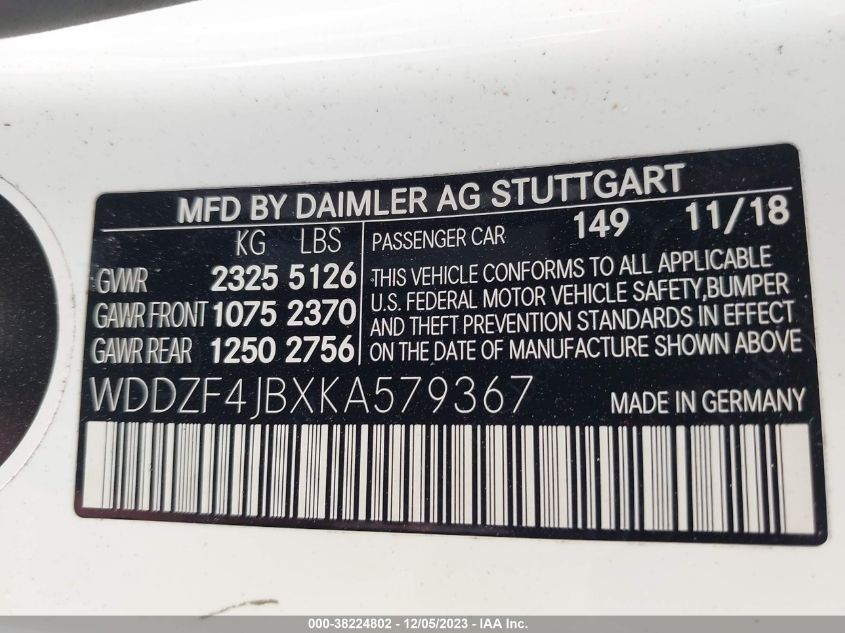 MFD BY DAIMLER AG STUTTGART
KG LBS
PASSENGER CAR 149 11/18
GVWR 2325 5126
GAWR FRONT 1075 2370
GAWR REAR 1250 2756
THIS VEHICLE CONFORMS TO ALL APPLICABLE
U.S. FEDERAL MOTOR VEHICLE SAFETY, BUMPER
AND THEFT PREVENTION STANDARDS IN EFFECT
ON THE DATE OF MANUFACTURE SHOWN ABOVE
WDDZF4JBXKA579367
MADE IN GERMANY
000-38224802 - 12/05/2023 - IAA Inc.